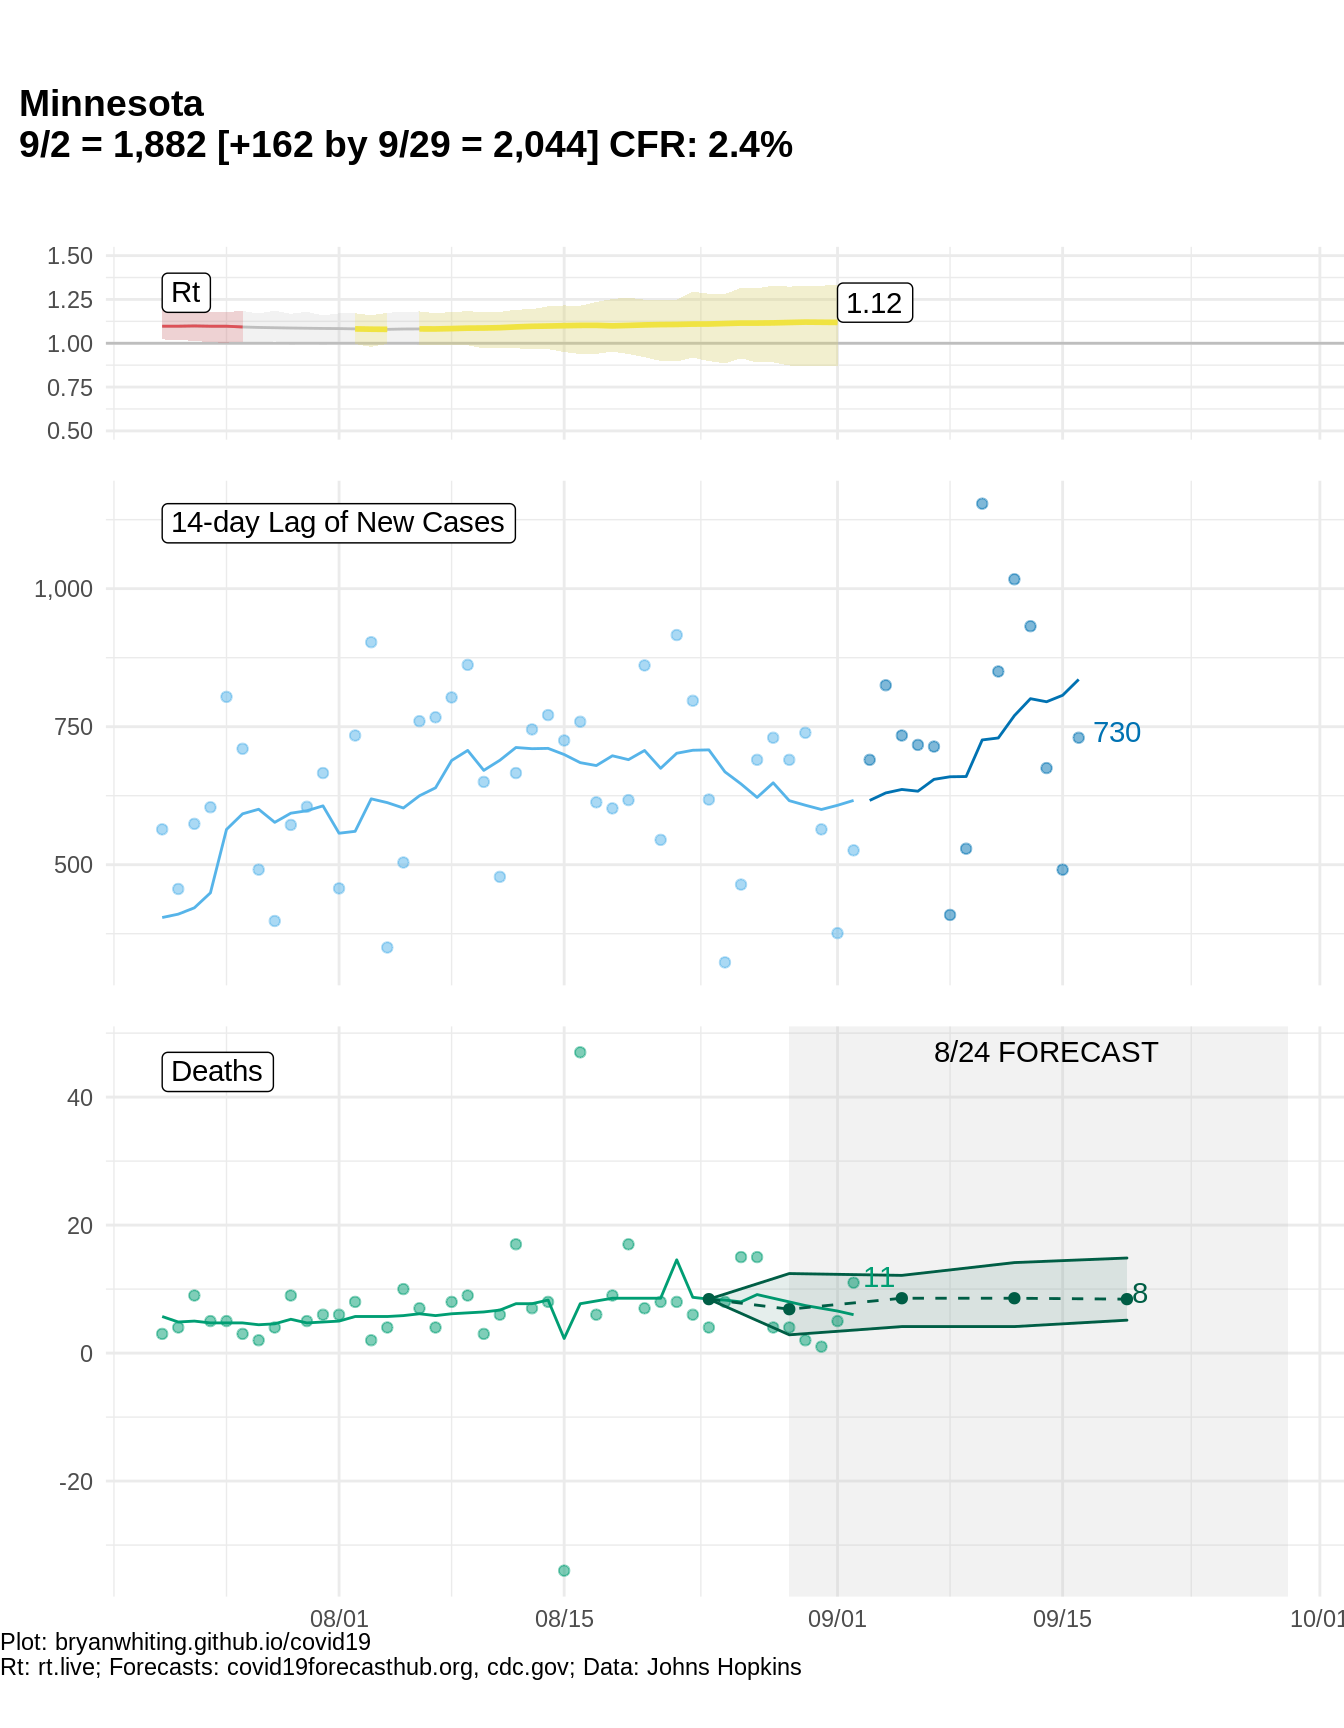 Minnesota
9/2 = 1,882 [+162 by 9/29 = 2,044] CFR: 2.4%
1.50
1.25
1.00
0.75
0.50
Rt
1.12
14-day Lag of New Cases
1,000
750
500
730
Deaths
8/24 FORECAST
40
20
0
-20
11
8
08/01
08/15
09/01
09/15
10/01
Plot: bryanwhiting.github.io/covid19
Rt: rt.live; Forecasts: covid19forecasthub.org, cdc.gov; Data: Johns Hopkins